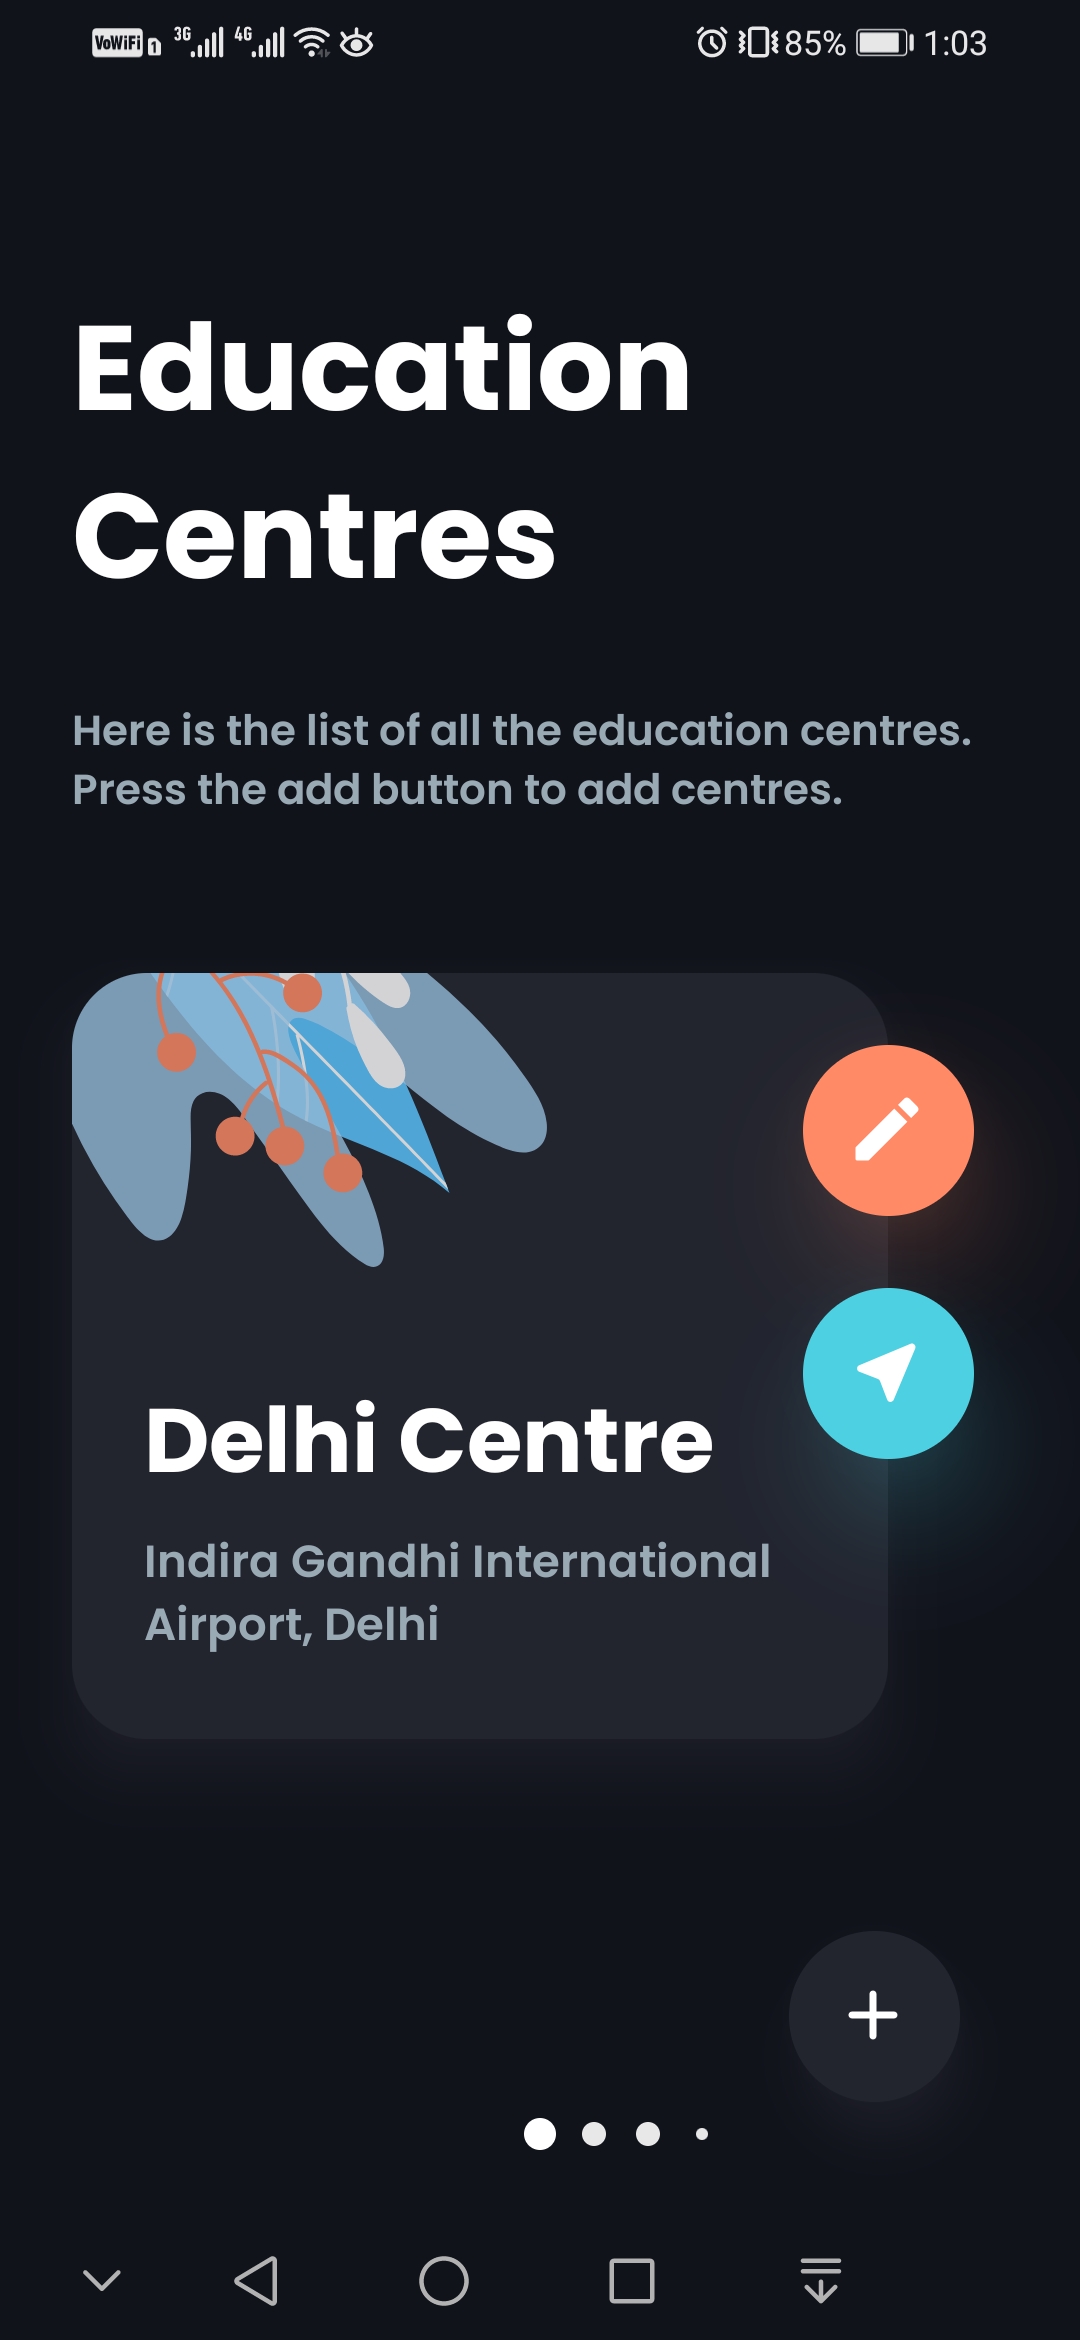 VoWiFi 1 3G 4G 85% 1:03
Education
Centres
Here is the list of all the education centres.
Press the add button to add centres.
Delhi Centre
Indira Gandhi International
Airport, Delhi